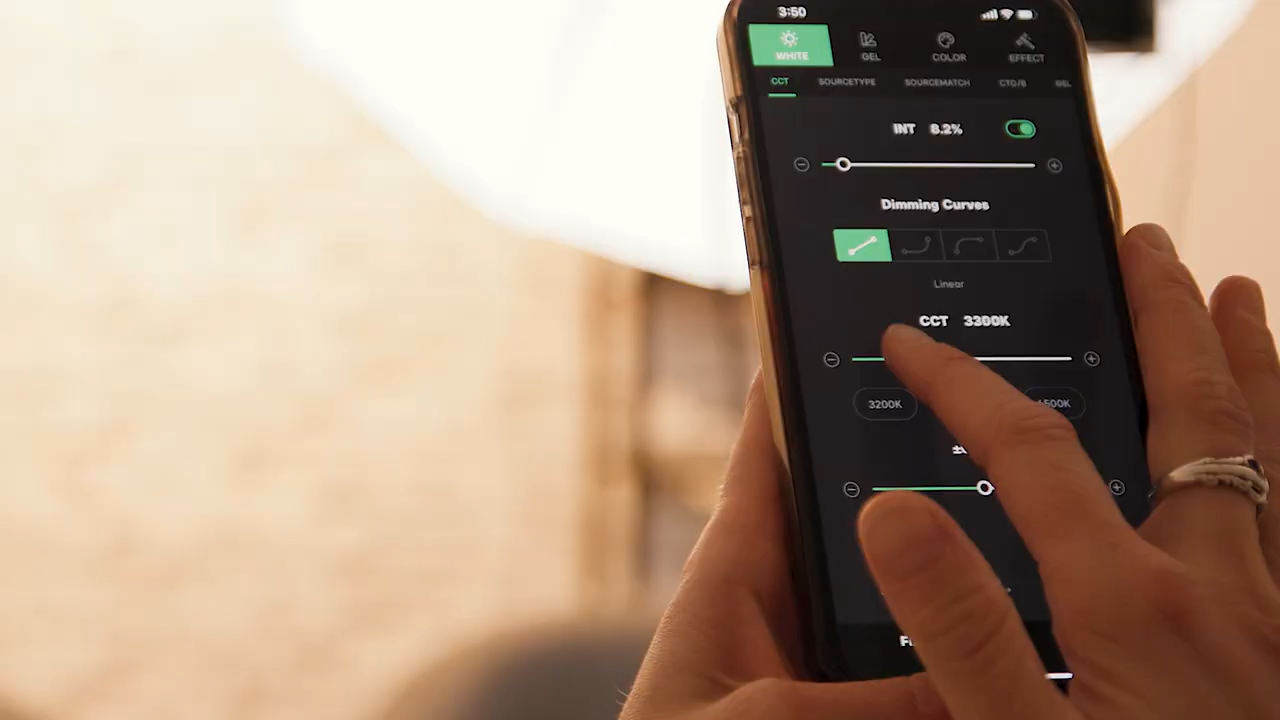 3:50
WHITE GEL COLOR EFFECT
CCT SOURCETYPE SOURCEMATCH CTO/B GEL
INT 8.2%
Dimming Curves
Linear
CCT 3300K
3200K